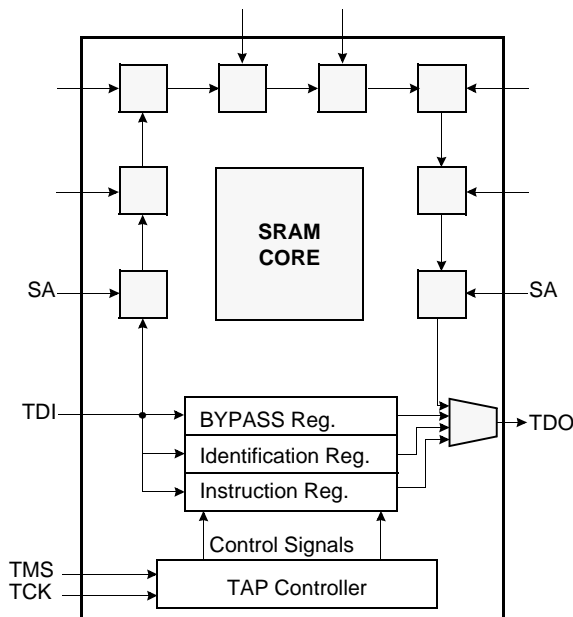 SRAM
CORE
SA
SA
TDI
BYPASS Reg.
TDO
Identification Reg.
Instruction Reg.
Control Signals
TMS
TAP Controller
TCK